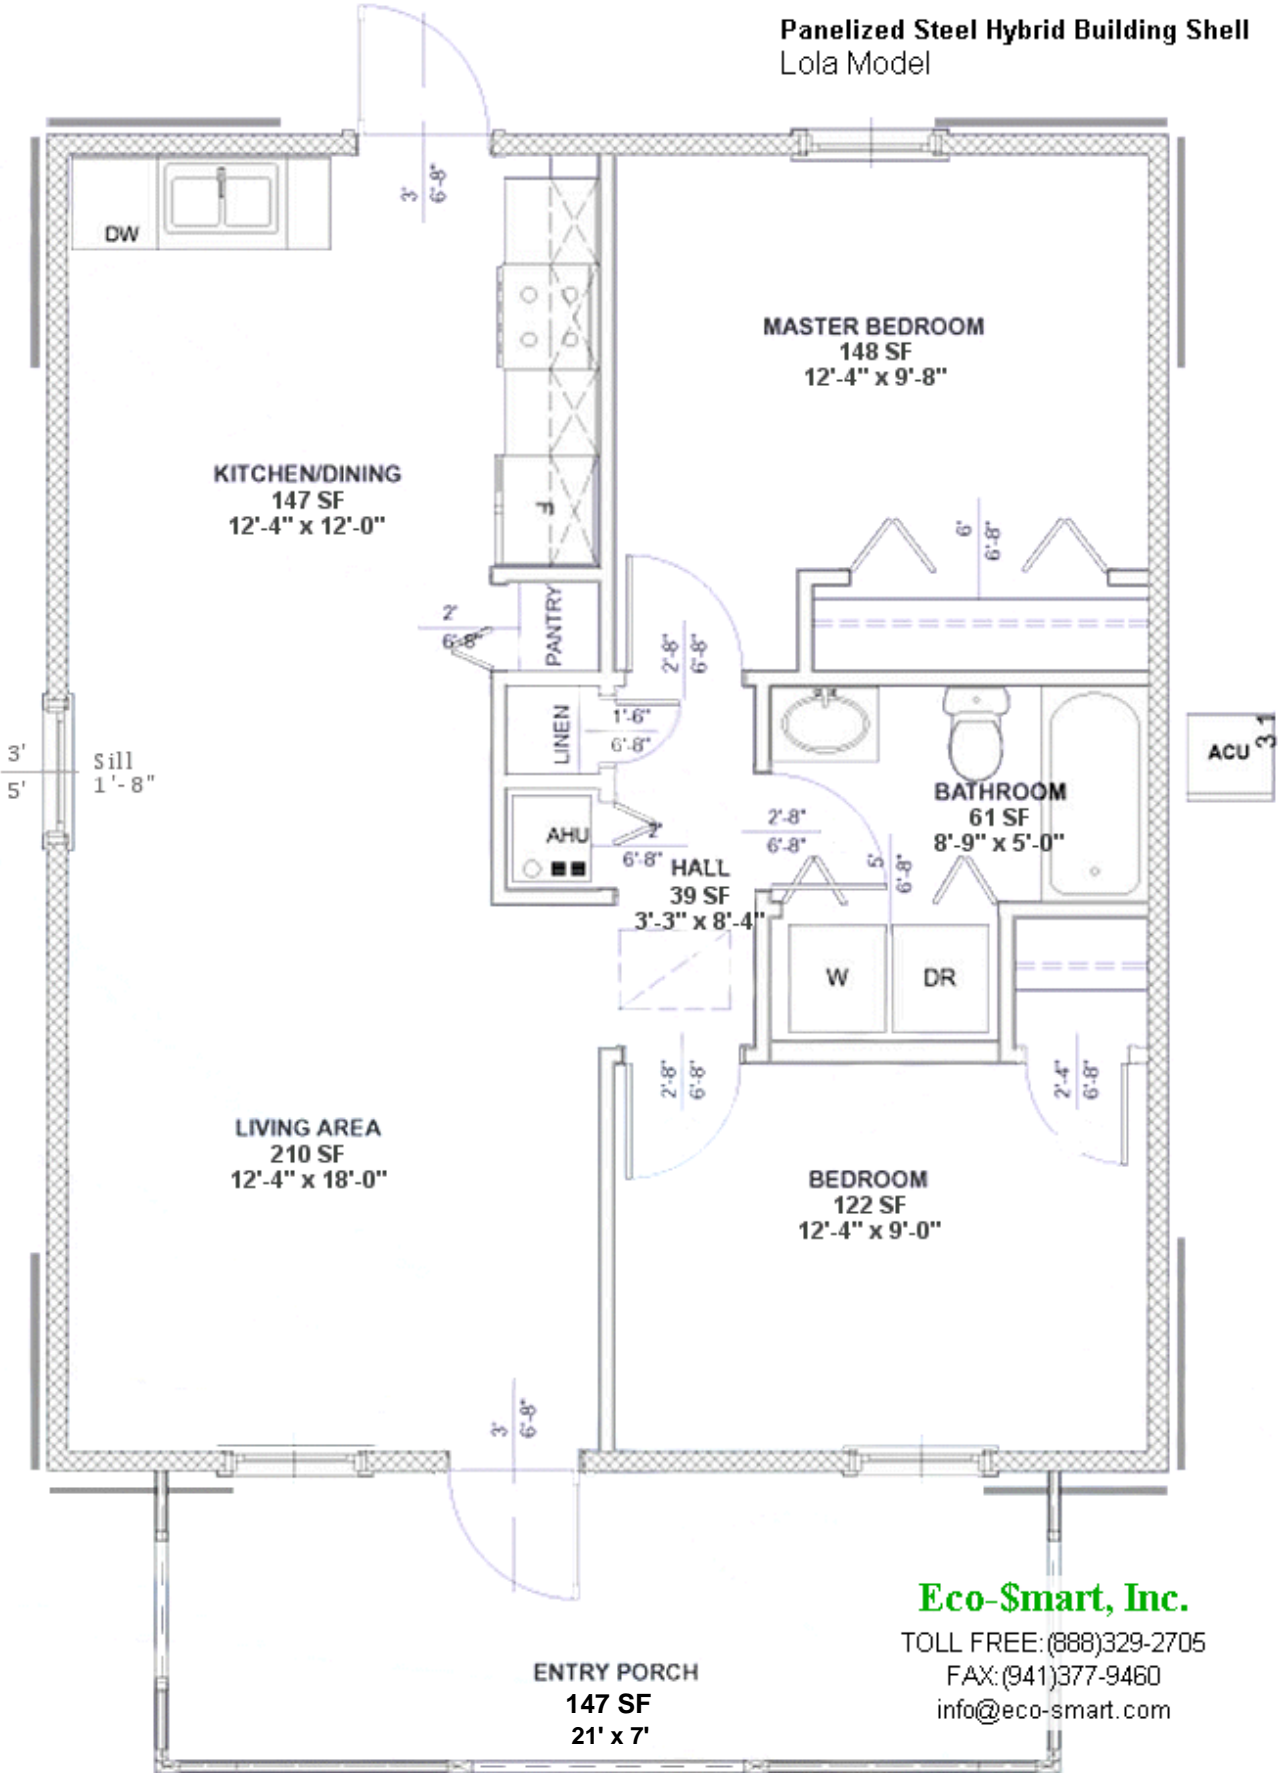 Panelized Steel Hybrid Building Shell
Lola Model
3'
6'-8"
DW
MASTER BEDROOM
148 SF
12'-4" x 9'-8"
KITCHEN/DINING
147 SF
12'-4" x 12'-0"
F
6'
6'-8"
2'
6'-8"
PANTRY
2'-8"
6'-8"
LINEN
1'-6"
6'-8"
3'
5'
Sill
1'-8"
ACU
3 1
BATHROOM
61 SF
8'-9" x 5'-0"
2'-8"
6'-8"
AHU
2'
6'-8"
5'
6'-8"
HALL
39 SF
3'-3" x 8'-4"
W
DR
2'-8"
6'-8"
2'-4"
6'-8"
LIVING AREA
210 SF
12'-4" x 18'-0"
BEDROOM
122 SF
12'-4" x 9'-0"
3'
6'-8"
Eco-$mart, Inc.
TOLL FREE:(888)329-2705
FAX:(941)377-9460
info@eco-smart.com
ENTRY PORCH
147 SF
21' x 7'